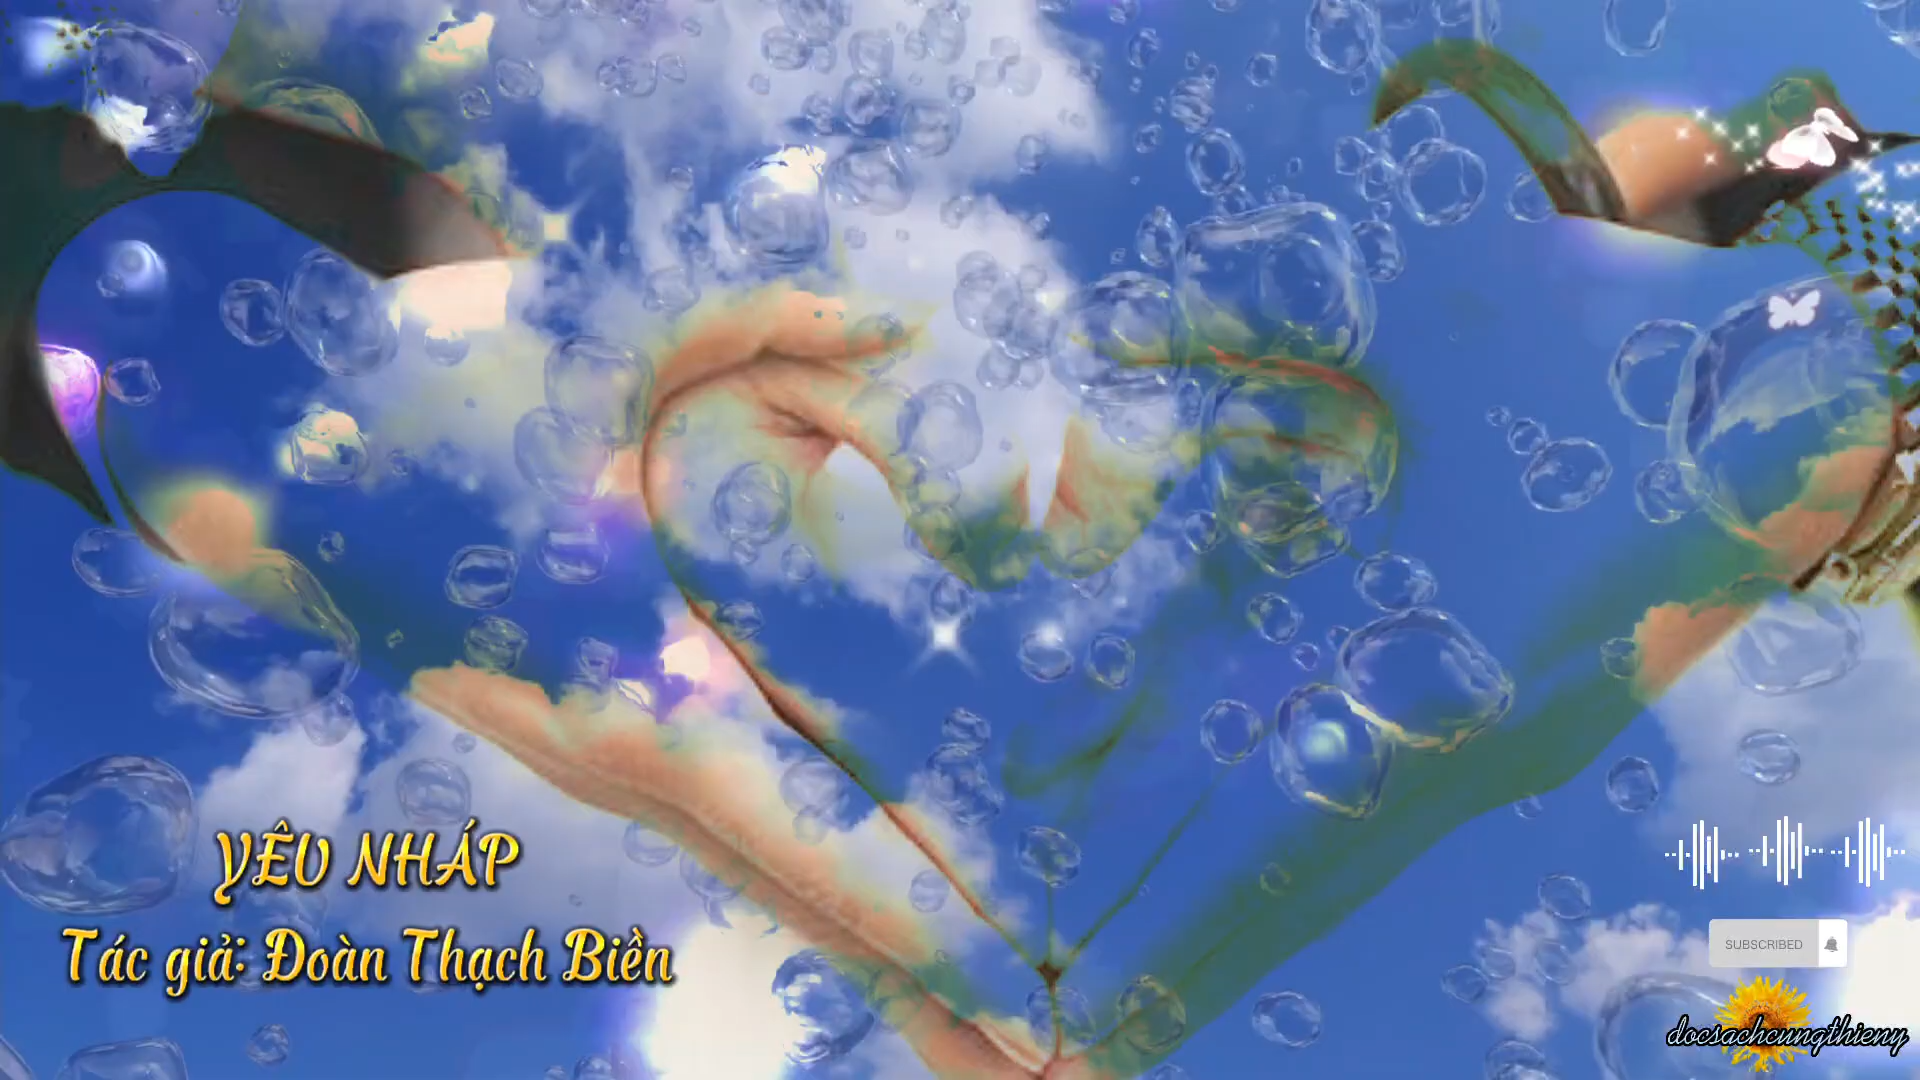 YÊU NHÁP
Tác giả: Đoàn Thạch Biền
SUBSCRIBED
docsachcungthieny